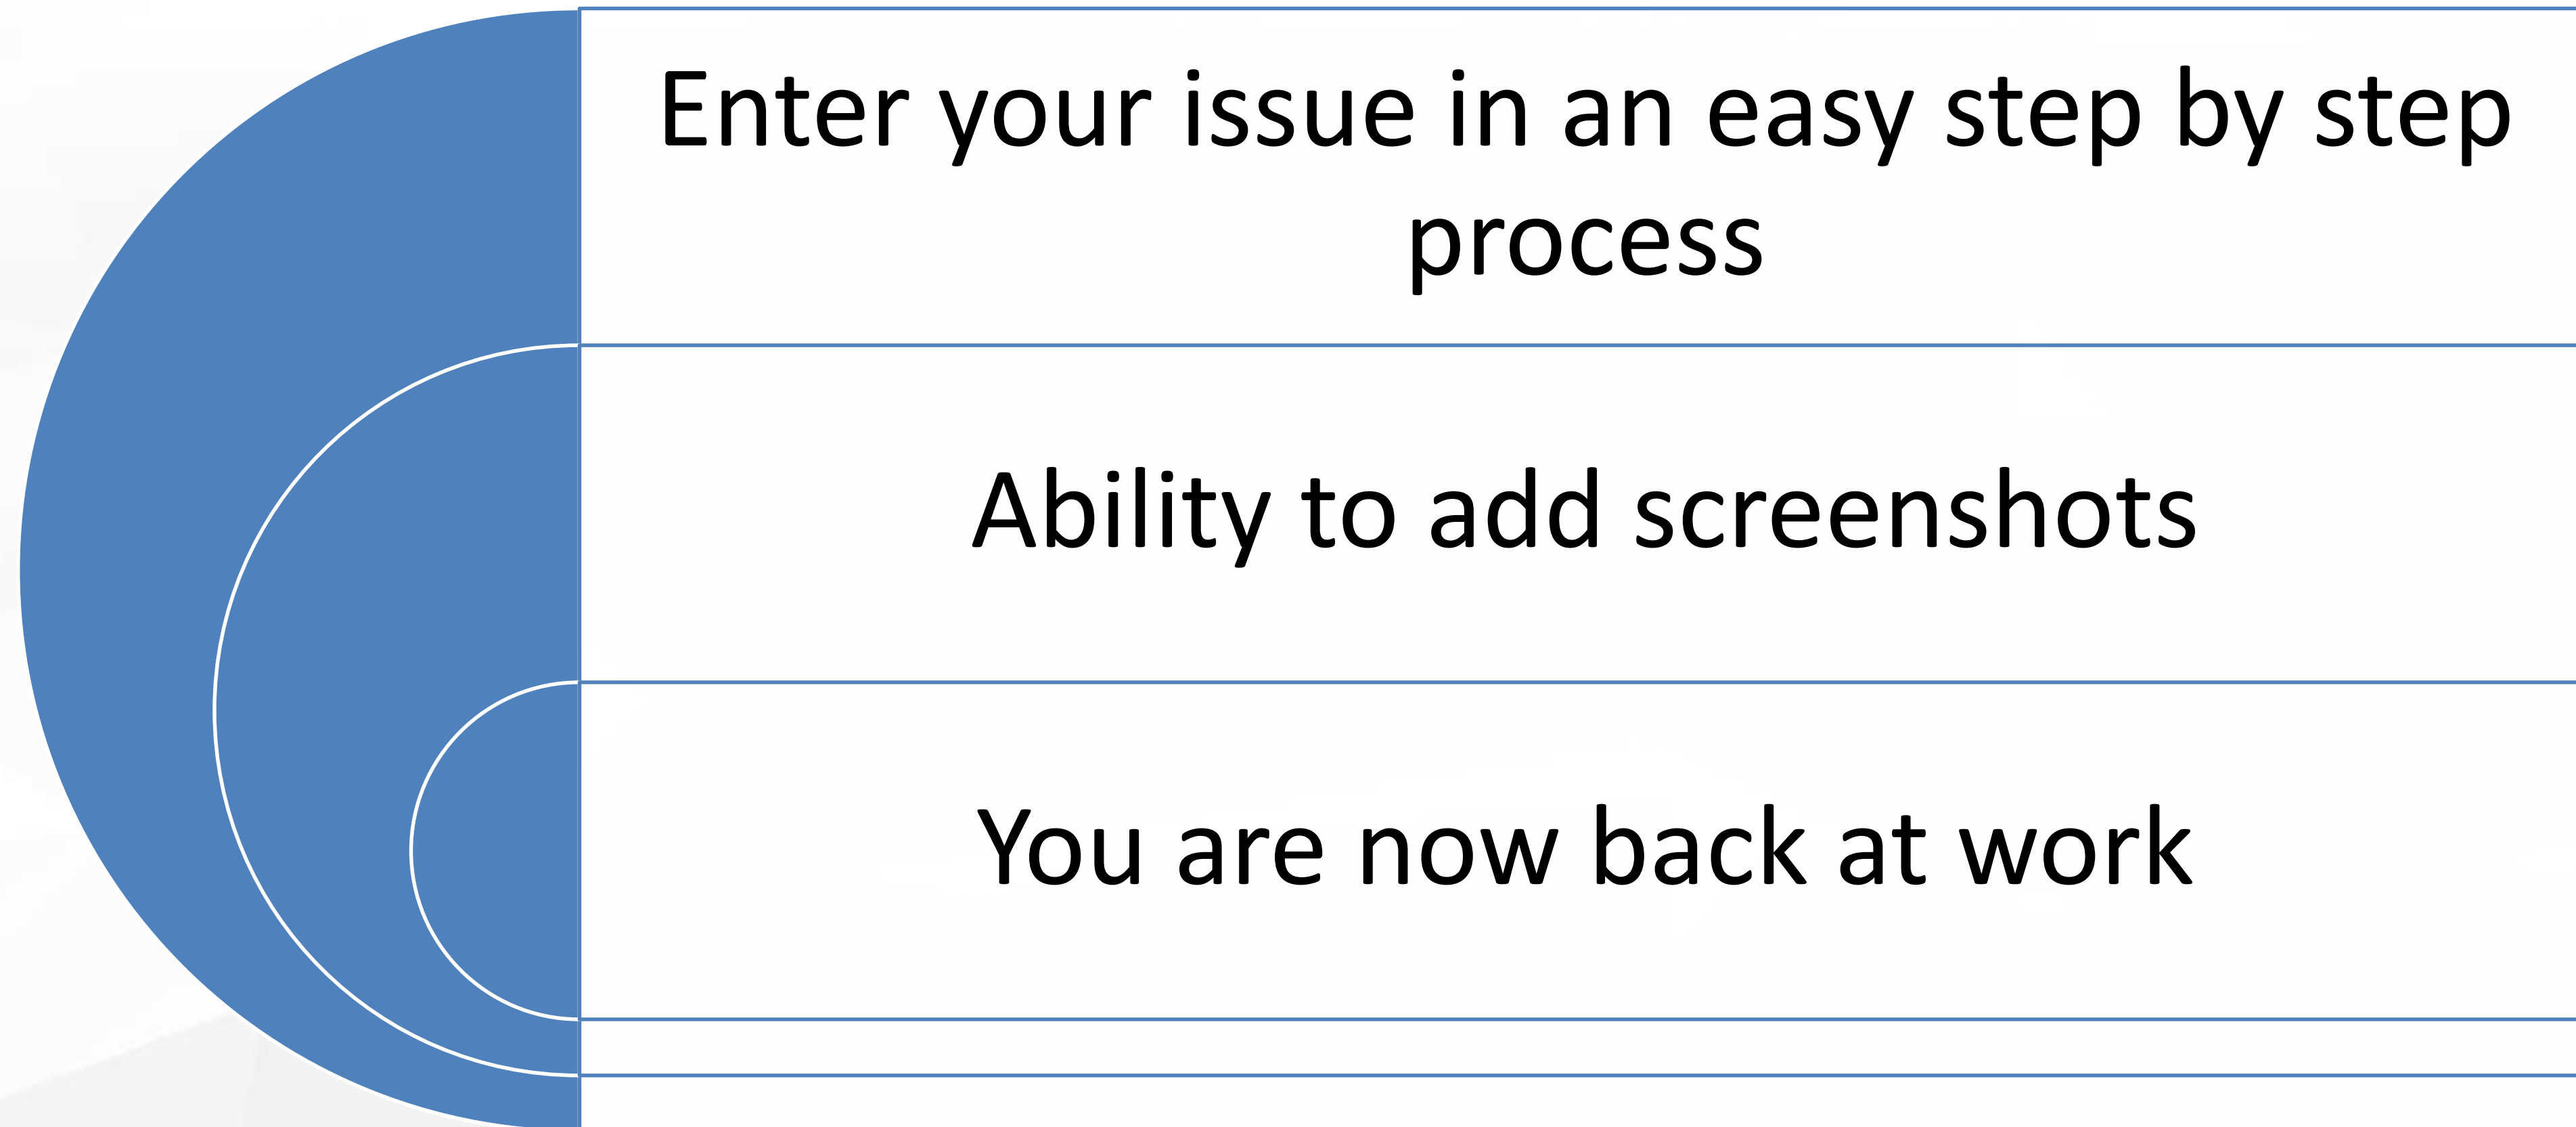 Enter your issue in an easy step by step
process
Ability to add screenshots
You are now back at work